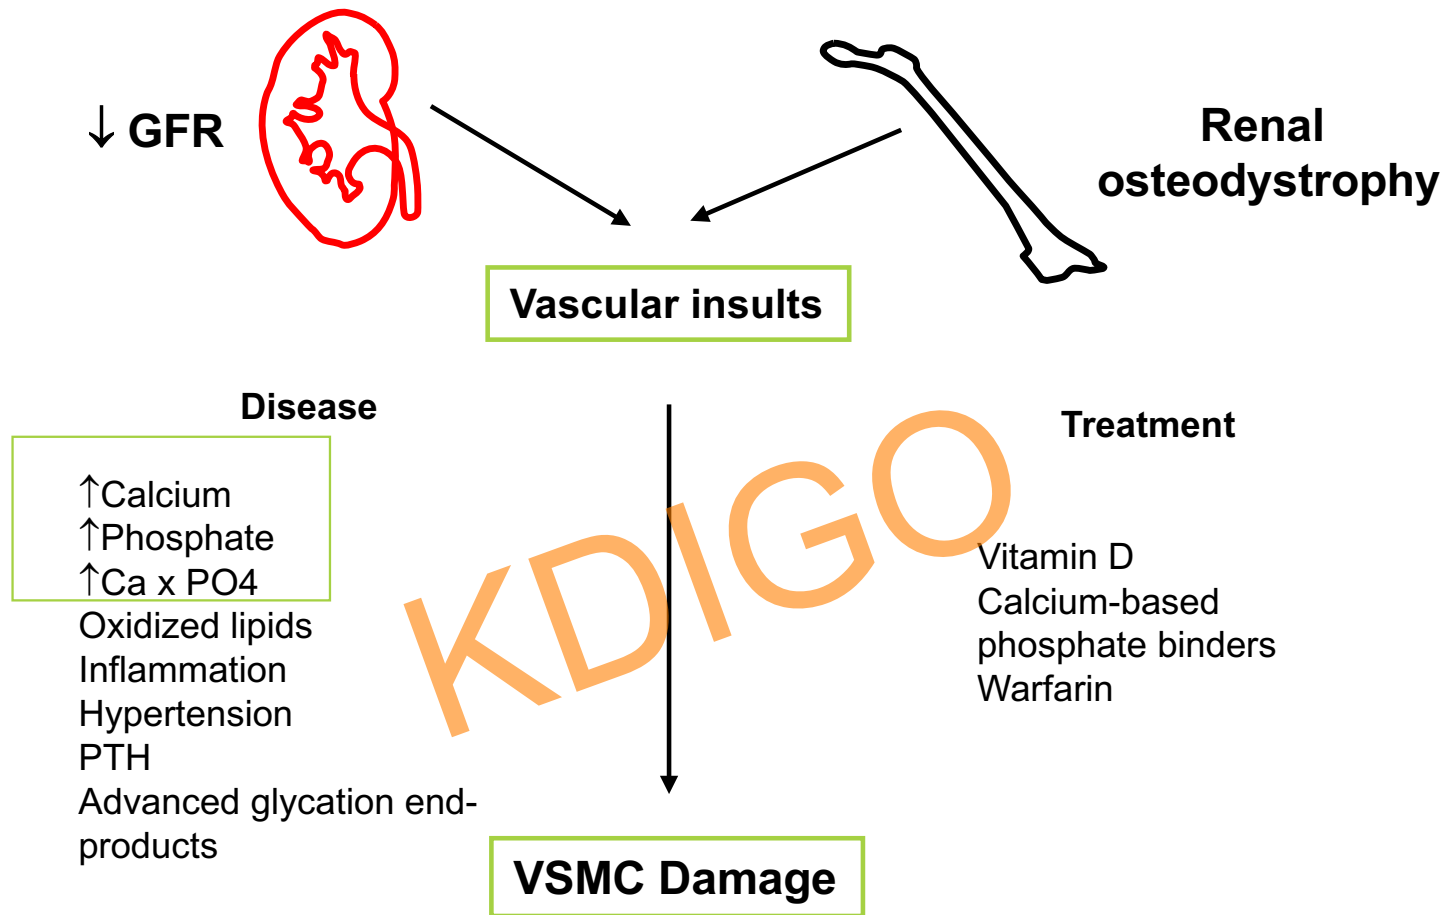 ↓ GFR
Renal
osteodystrophy
Vascular insults
Disease
Treatment
↑Calcium
↑Phosphate
↑Ca x PO4
Oxidized lipids
Inflammation
Hypertension
PTH
Advanced glycation end-
products
Vitamin D
Calcium-based
phosphate binders
Warfarin
KDIGO
VSMC Damage